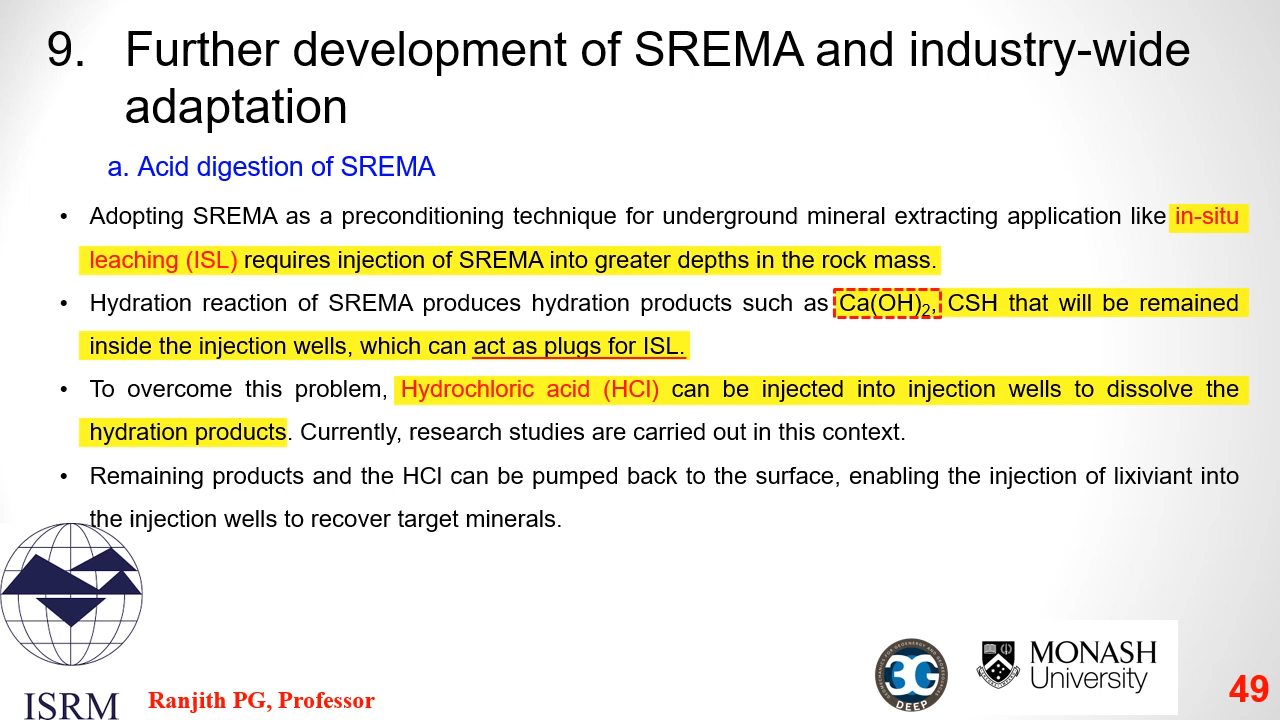 9. Further development of SREMA and industry-wide
adaptation
a. Acid digestion of SREMA
• Adopting SREMA as a preconditioning technique for underground mineral extracting application like in-situ
leaching (ISL) requires injection of SREMA into greater depths in the rock mass.
• Hydration reaction of SREMA produces hydration products such as Ca(OH)₂, CSH that will be remained
inside the injection wells, which can act as plugs for ISL.
• To overcome this problem, Hydrochloric acid (HCl) can be injected into injection wells to dissolve the
hydration products. Currently, research studies are carried out in this context.
• Remaining products and the HCl can be pumped back to the surface, enabling the injection of lixiviant into
the injection wells to recover target minerals.
ISRM
Ranjith PG, Professor
3G
DEEP
MONASH
University
49